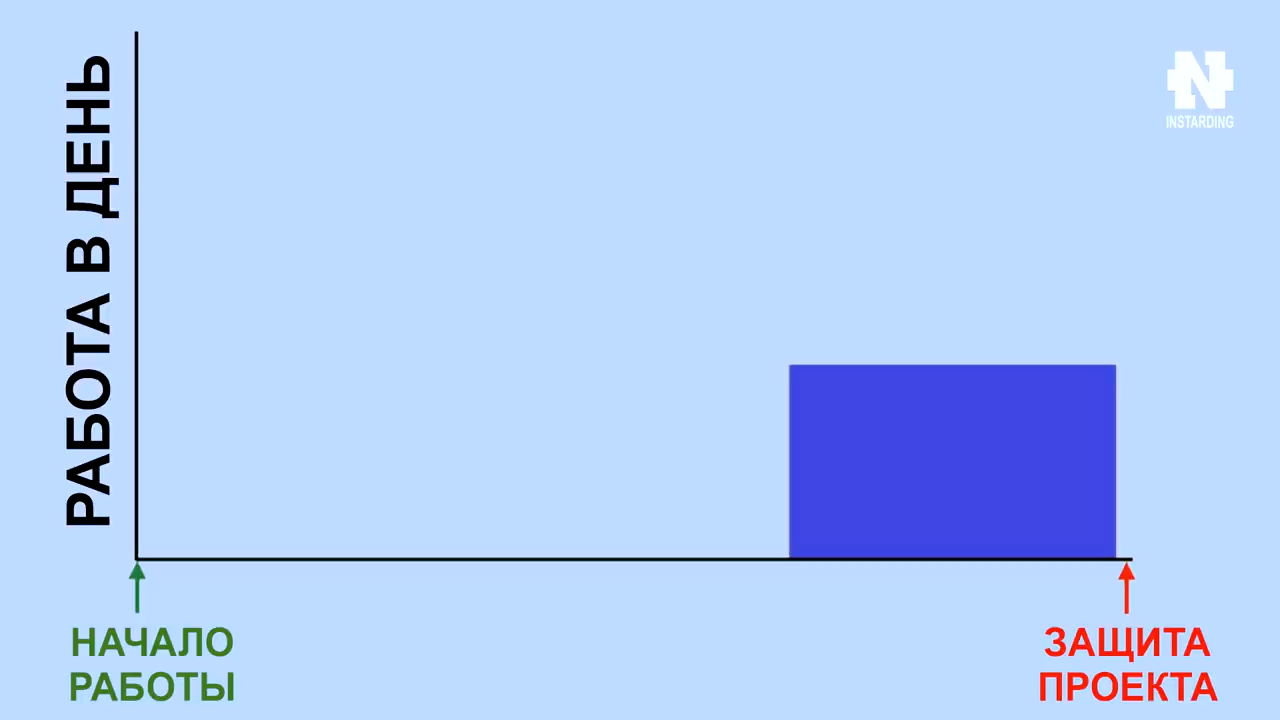 РАБОТА В ДЕНЬ
INSTARDING
НАЧАЛО
РАБОТЫ
ЗАЩИТА
ПРОЕКТА